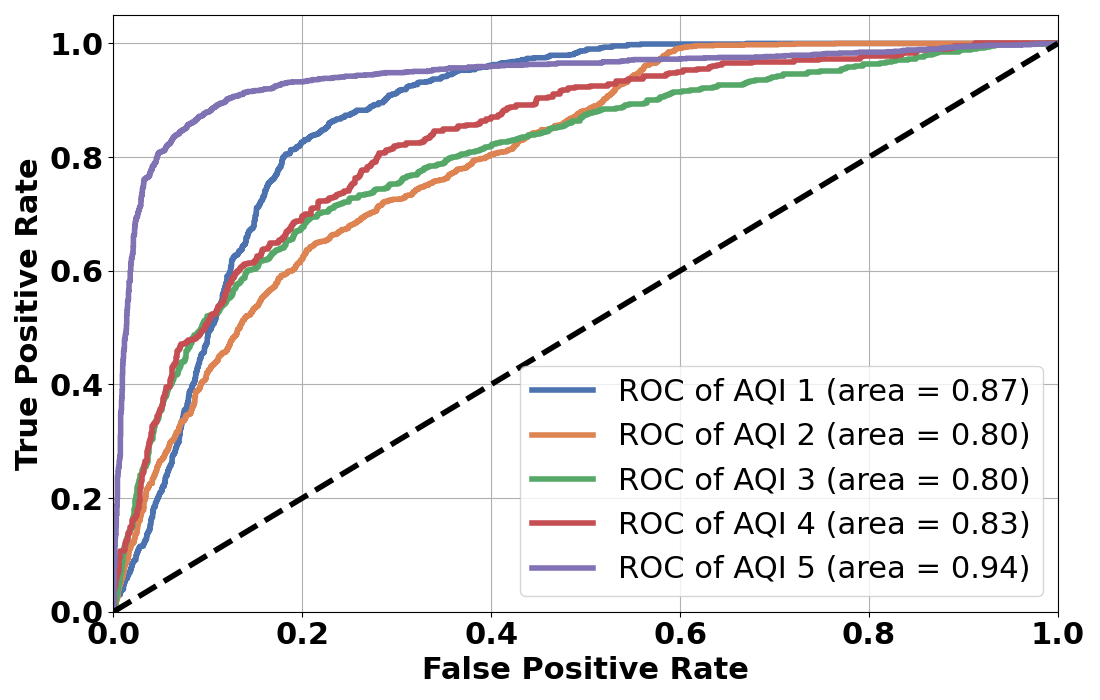 True Positive Rate
1.0
0.8
0.6
0.4
0.2
0.0
ROC of AQI 1 (area = 0.87)
ROC of AQI 2 (area = 0.80)
ROC of AQI 3 (area = 0.80)
ROC of AQI 4 (area = 0.83)
ROC of AQI 5 (area = 0.94)
0.0 0.2 0.4 0.6 0.8 1.0
False Positive Rate